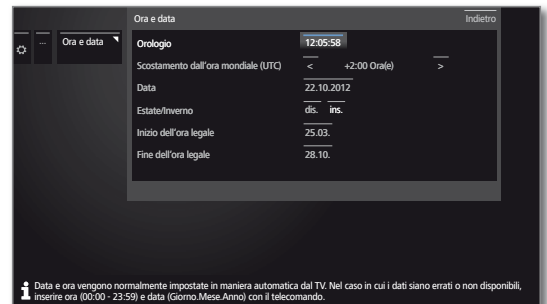 Ora e data Indietro
... Ora e data
Orologio 12:05:58
Scostamento dall'ora mondiale (UTC) < +2:00 Ora(e) >
Data 22.10.2012
Estate/Inverno dis. ins.
Inizio dell'ora legale 25.03.
Fine dell'ora legale 28.10.
Data e ora vengono normalmente impostate in maniera automatica dal TV. Nel caso in cui i dati siano errati o non disponibili,
inserire ora (00:00 - 23:59) e data (Giorno.Mese.Anno) con il telecomando.